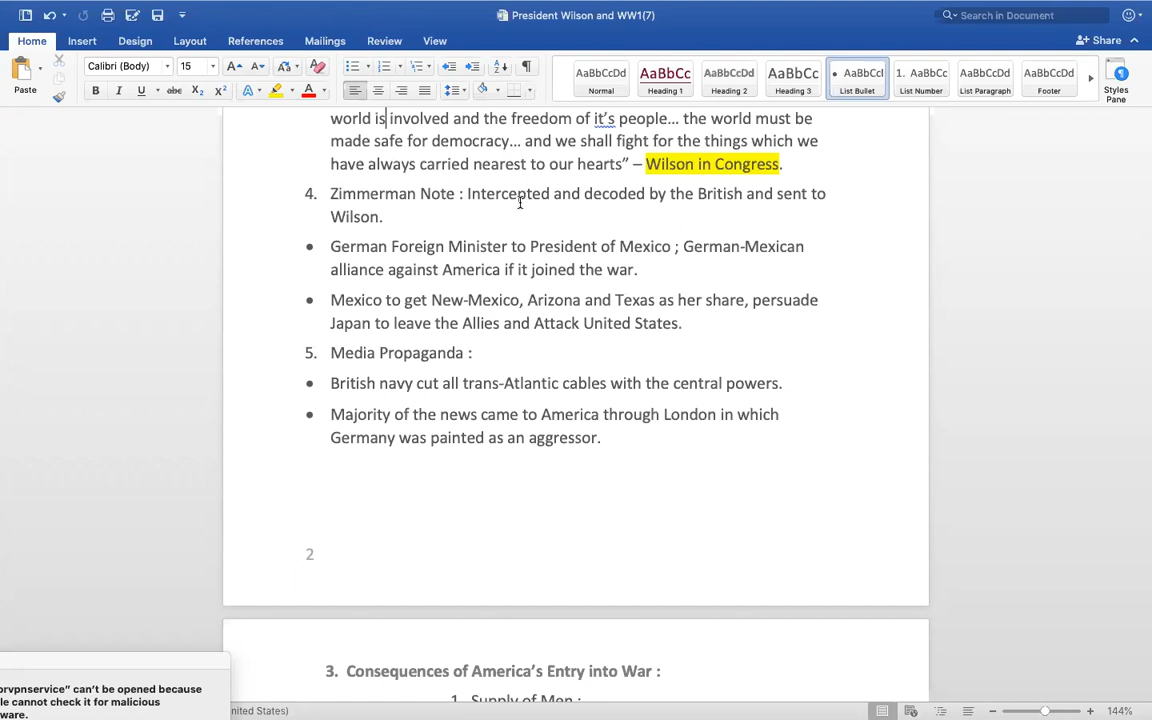 President Wilson and WW1(7)
Search in Document
Home Insert Design Layout References Mailings Review View
Share
Paste
Calibri (Body) 15
AaBbCcDd AaBbCc AaBbCcDd AaBbCc AaBbCcl 1. AaBbCc AaBbCcDd AaBbCcDd
Normal Heading 1 Heading 2 Heading 3 List Bullet List Number List Paragraph Footer
Styles Pane
world is involved and the freedom of it's people... the world must be
made safe for democracy... and we shall fight for the things which we
have always carried nearest to our hearts" – Wilson in Congress.
4. Zimmerman Note : Intercepted and decoded by the British and sent to
Wilson.
• German Foreign Minister to President of Mexico ; German-Mexican
alliance against America if it joined the war.
• Mexico to get New-Mexico, Arizona and Texas as her share, persuade
Japan to leave the Allies and Attack United States.
5. Media Propaganda :
• British navy cut all trans-Atlantic cables with the central powers.
• Majority of the news came to America through London in which
Germany was painted as an aggressor.
2
3. Consequences of America's Entry into War :
1. Supply of Men :
prvpnservice" can't be opened because
le cannot check it for malicious
ware.
nited States)
144%